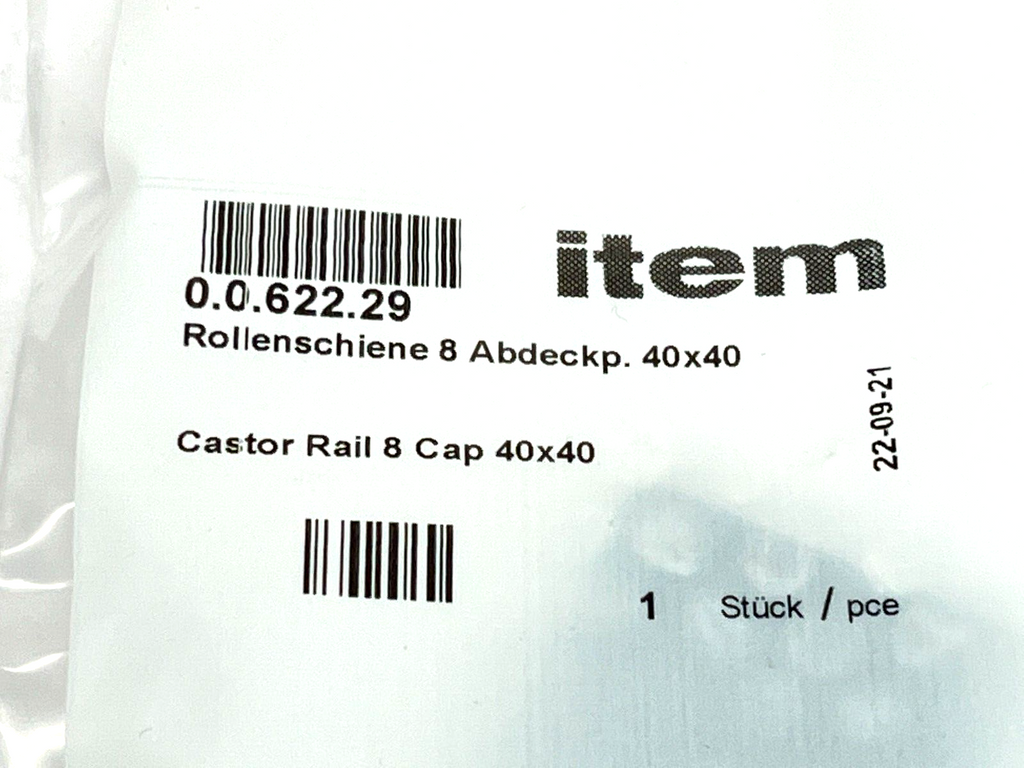 item
0.0.622.29
Rollenschiene 8 Abdeckp. 40x40
22-09-21
Castor Rail 8 Cap 40x40
1 Stück / pce